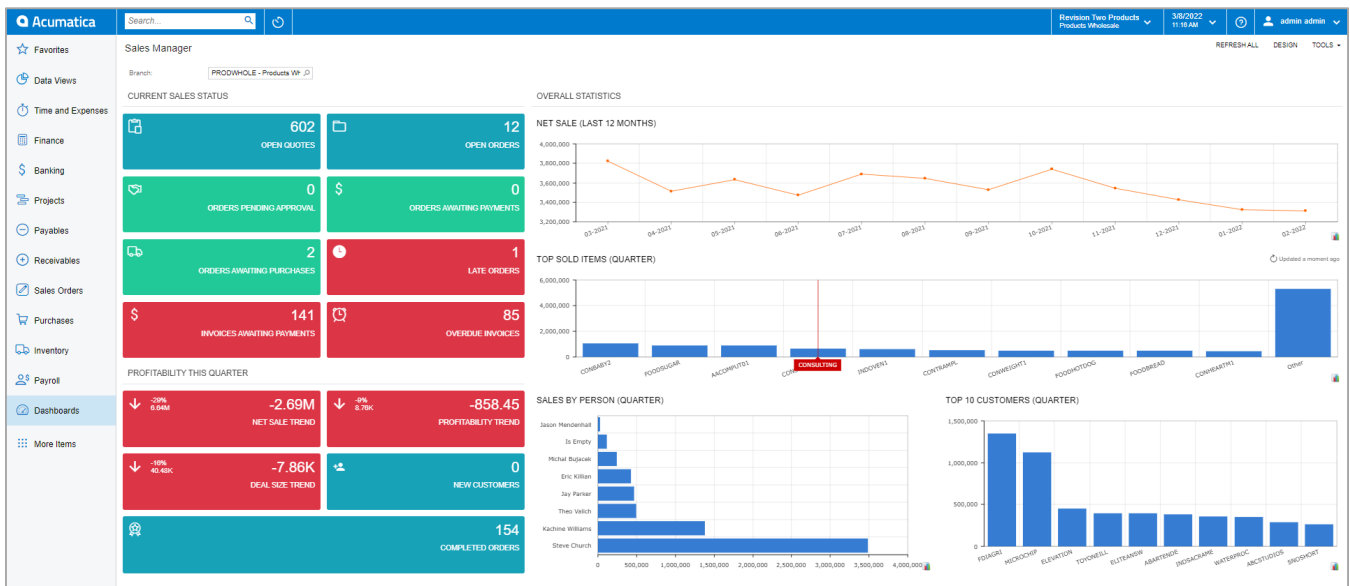 Acumatica
Search...
Revision Two Products
Products Wholesale
3/8/2022
11:16 AM
admin admin
Favorites
Data Views
Time and Expenses
Finance
Banking
Projects
Payables
Receivables
Sales Orders
Purchases
Inventory
Payroll
Dashboards
More Items
Sales Manager
REFRESH ALL DESIGN TOOLS
Branch: PRODWHOLE - Products Wh
CURRENT SALES STATUS
602
OPEN QUOTES
12
OPEN ORDERS
0
ORDERS PENDING APPROVAL
0
ORDERS AWAITING PAYMENTS
2
ORDERS AWAITING PURCHASES
1
LATE ORDERS
141
INVOICES AWAITING PAYMENTS
85
OVERDUE INVOICES
PROFITABILITY THIS QUARTER
-29%
6.64M
-2.69M
NET SALE TREND
-9%
8.76K
-858.45
PROFITABILITY TREND
-16%
40.48K
-7.86K
DEAL SIZE TREND
0
NEW CUSTOMERS
154
COMPLETED ORDERS
OVERALL STATISTICS
NET SALE (LAST 12 MONTHS)
4,000,000
3,800,000
3,600,000
3,400,000
3,200,000
03-2021 04-2021 05-2021 06-2021 07-2021 08-2021 09-2021 10-2021 11-2021 12-2021 01-2022 02-2022
TOP SOLD ITEMS (QUARTER)
Updated a moment ago
6,000,000
4,000,000
2,000,000
0
CONBABY2 FOODSUGAR AACOMPUT01 CONSULTING INDOVEN1 CONTRAMPL CONWEIGHT1 FOODHOTDOG FOODBREAD CONHEARTM1 Other
SALES BY PERSON (QUARTER)
Jason Mendenhall
Is Empty
Michal Bujacek
Eric Killian
Jay Parker
Theo Valich
Kachine Williams
Steve Church
0 500,000 1,000,000 1,500,000 2,000,000 2,500,000 3,000,000 3,500,000 4,000,000
TOP 10 CUSTOMERS (QUARTER)
1,500,000
1,000,000
500,000
0
FDIAGRI MICROCHIP ELEVATION TOYONEILL ELITEANSW ABARTENDE INDSACRAME WATERPROC ABCSTUDIOS SNOSHORT